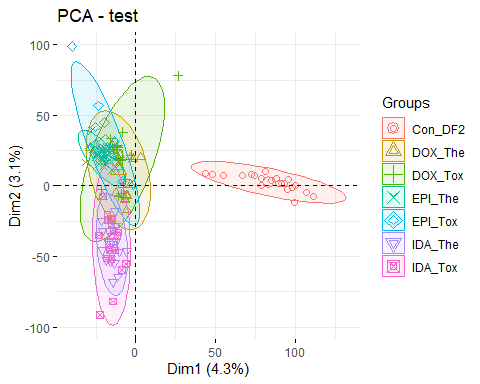 PCA - test
100
50
0
-50
-100
Dim2 (3.1%)
0
50
100
Dim1 (4.3%)
Groups
Con_DF2
DOX_The
DOX_Tox
EPI_The
EPI_Tox
IDA_The
IDA_Tox